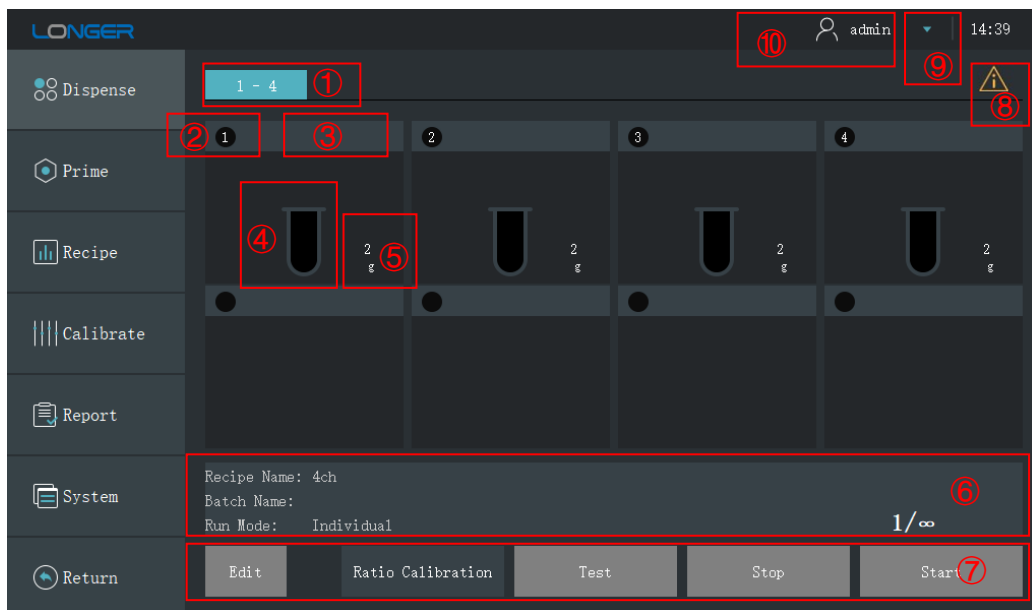 LONGER
⑩
admin
14:39
⑨
Dispense
1 - 4
①
⑧
②
1
③
2
3
4
Prime
④
2
g
⑤
2
g
2
g
2
g
Recipe
Calibrate
Report
System
Recipe Name: 4ch
Batch Name:
Run Mode: Individual
⑥
1/∞
Return
Edit
Ratio Calibration
Test
Stop
Start
⑦